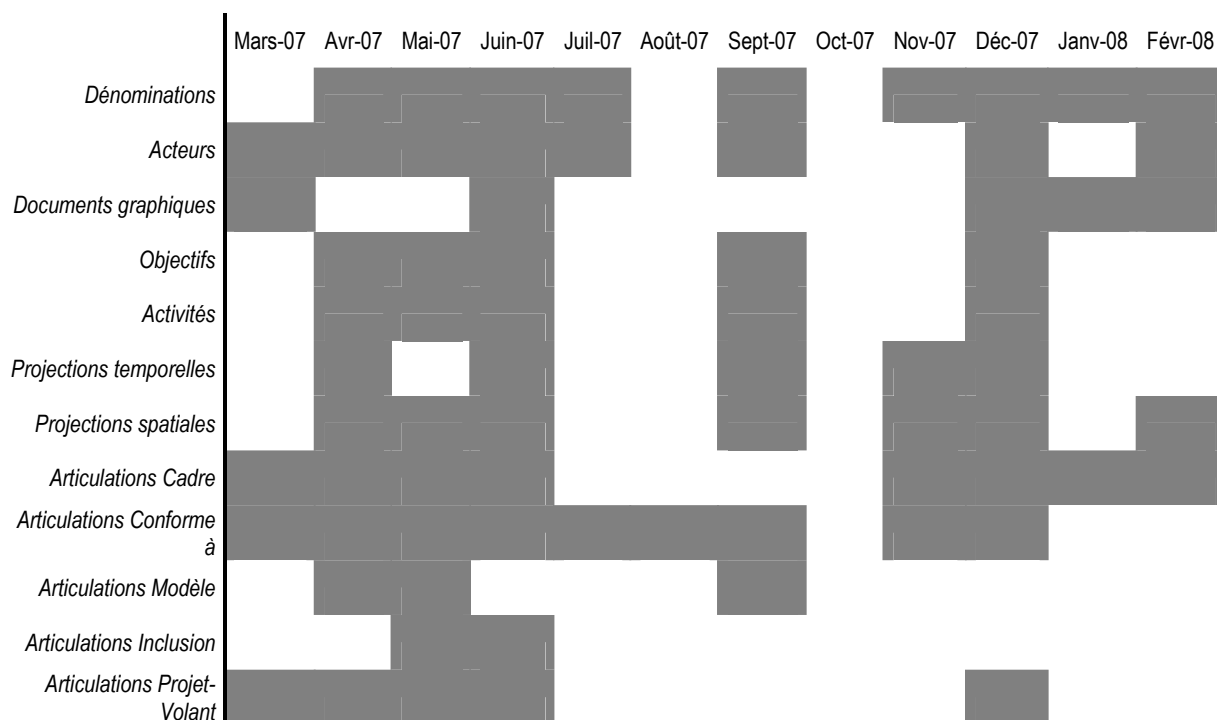 Mars-07 Avr-07 Mai-07 Juin-07 Juil-07 Août-07 Sept-07 Oct-07 Nov-07 Déc-07 Janv-08 Févr-08
Dénominations
Acteurs
Documents graphiques
Objectifs
Activités
Projections temporelles
Projections spatiales
Articulations Cadre
Articulations Conforme
à
Articulations Modèle
Articulations Inclusion
Articulations Projet-
Volant